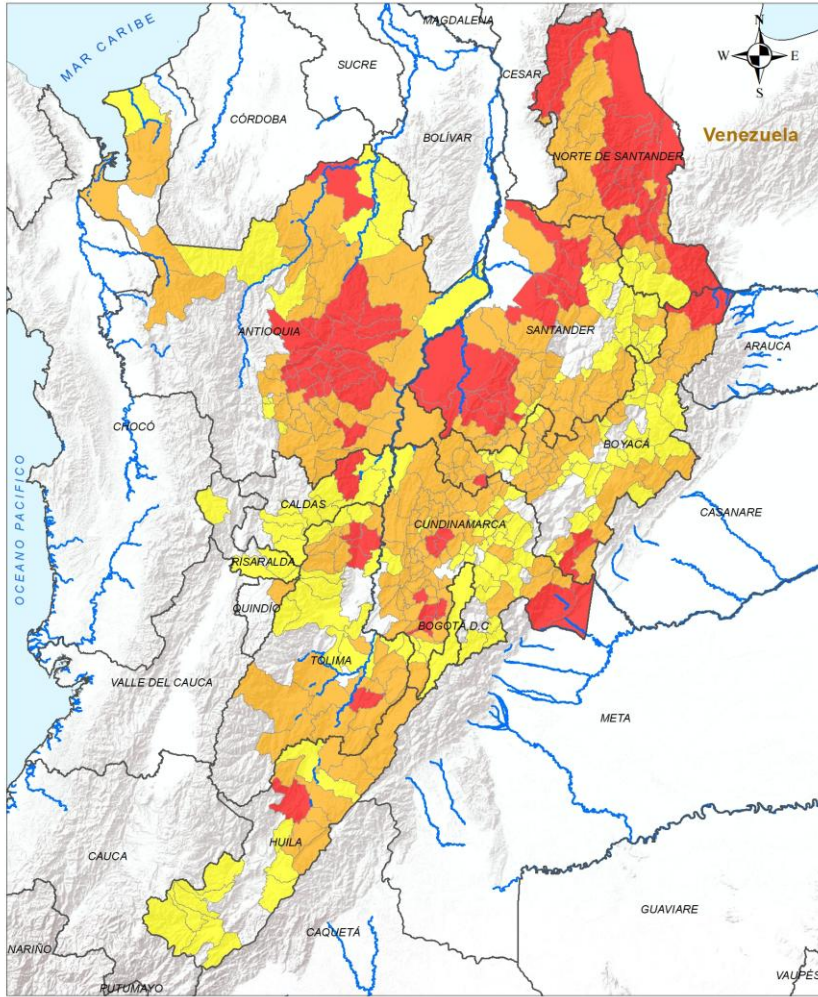 MAR CARIBE
MAGDALENA
N
W
E
S
SUCRE
CESAR
CÓRDOBA
BOLÍVAR
Venezuela
NORTE DE SANTANDER
ANTIOQUIA
SANTANDER
ARAUCA
CHOCÓ
BOYACÁ
OCEANO PACIFICO
CALDAS
CUNDINAMARCA
CASANARE
RISARALDA
QUINDÍO
BOGOTÁ,D.C
TOLIMA
VALLE DEL CAUCA
META
HUILA
CAUCA
GUAVIARE
CAQUETÁ
NARIÑO
PUTUMAYO
VAUPÉS